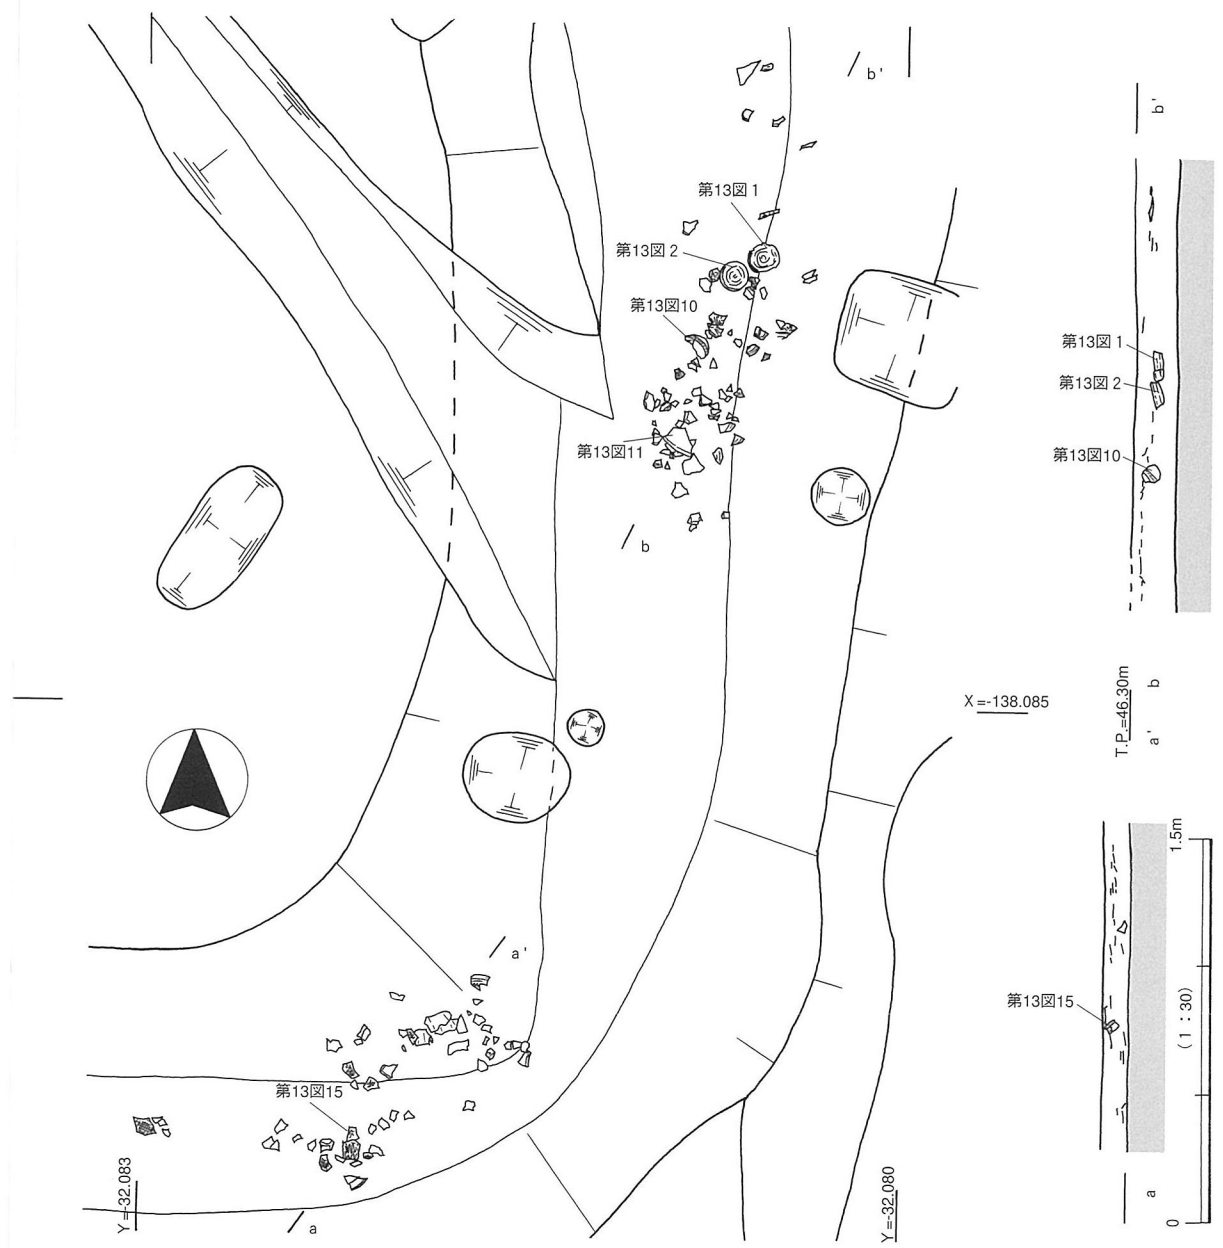 b'
b'
第13図1
第13図2
第13図10
第13図11
b
第13図1
第13図2
第13図10
X=-138.085
T.P.=46.30m
b
a'
a'
第13図15
第13図15
1.5m
(1:30)
0
Y=-32.083
Y=-32.080
a
a